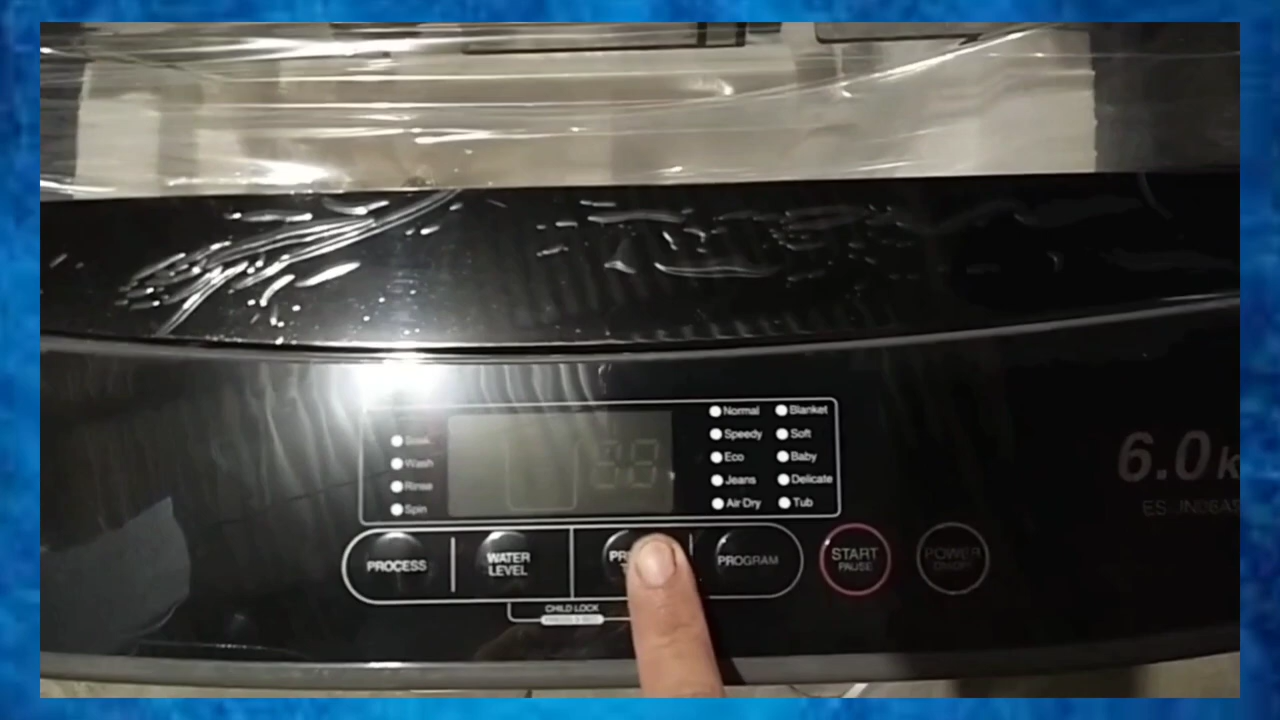 Normal
Blanket
Wash
Speedy
Soft
Rinse
Eco
Baby
Spin
Jeans
Delicate
Air Dry
Tub
6.0
PROCESS
WATER
LEVEL
PROGRAM
START
PAUSE
POWER
CHILD LOCK